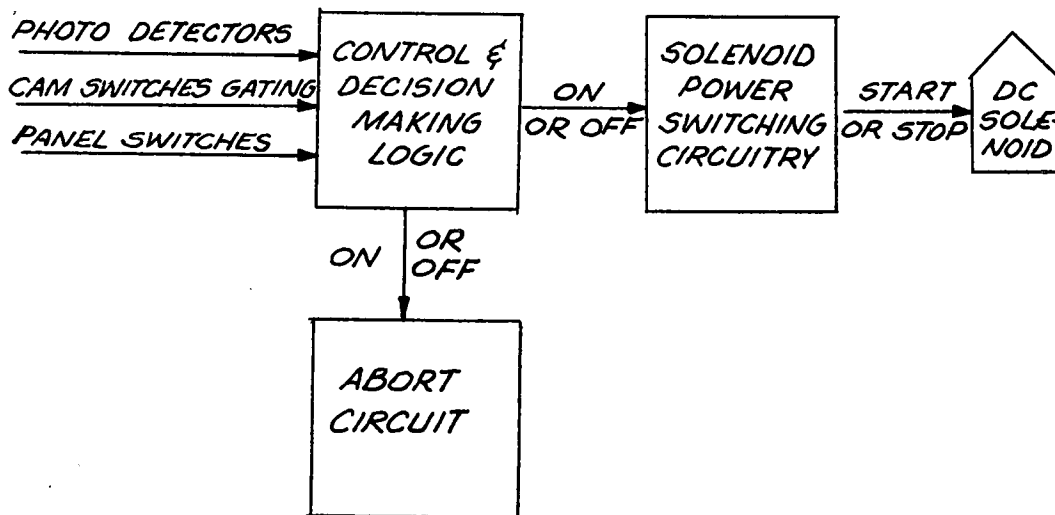 PHOTO DETECTORS
CAM SWITCHES GATING
PANEL SWITCHES
CONTROL &
DECISION
MAKING
LOGIC
ON
OR OFF
SOLENOID
POWER
SWITCHING
CIRCUITRY
START
OR STOP
DC
SOLE-
NOID
ON
OR
OFF
ABORT
CIRCUIT